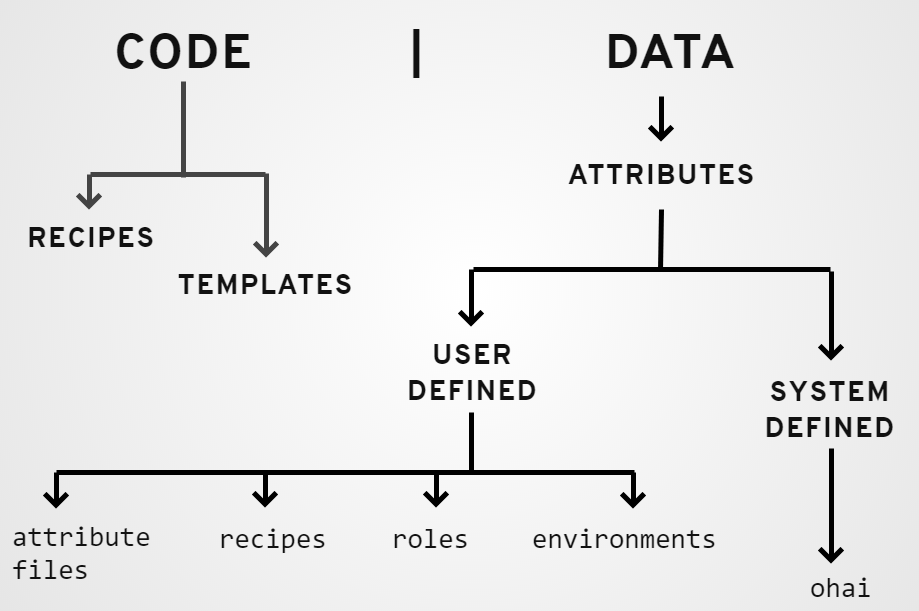 CODE | DATA
ATTRIBUTES
RECIPES
TEMPLATES
USER
DEFINED
SYSTEM
DEFINED
attribute
files
recipes
roles
environments
ohai